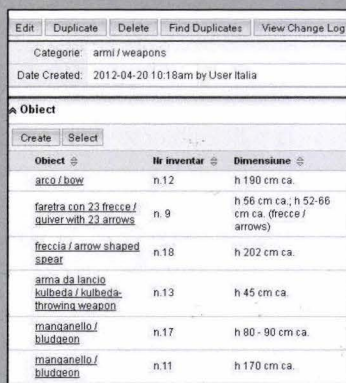 Edit Duplicate Delete Find Duplicates View Change Log
Categorie: armi / weapons
Date Created: 2012-04-20 10:18am by User Italia
Obiect
Create Select
Obiect Nr inventar Dimensiune
arco / bow n.12 h 190 cm ca.
faretra con 23 frecce / quiver with 23 arrows n. 9 h 56 cm ca.; h 52-66 cm ca. (frecce / arrows)
freccia / arrow shaped spear n.18 h 202 cm ca.
arma da lancio kulbeda / kulbeda-throwing weapon n.13 h 45 cm ca.
manganello / bludgeon n.17 h 80 - 90 cm ca.
manganello / bludgeon n.11 h 170 cm ca.